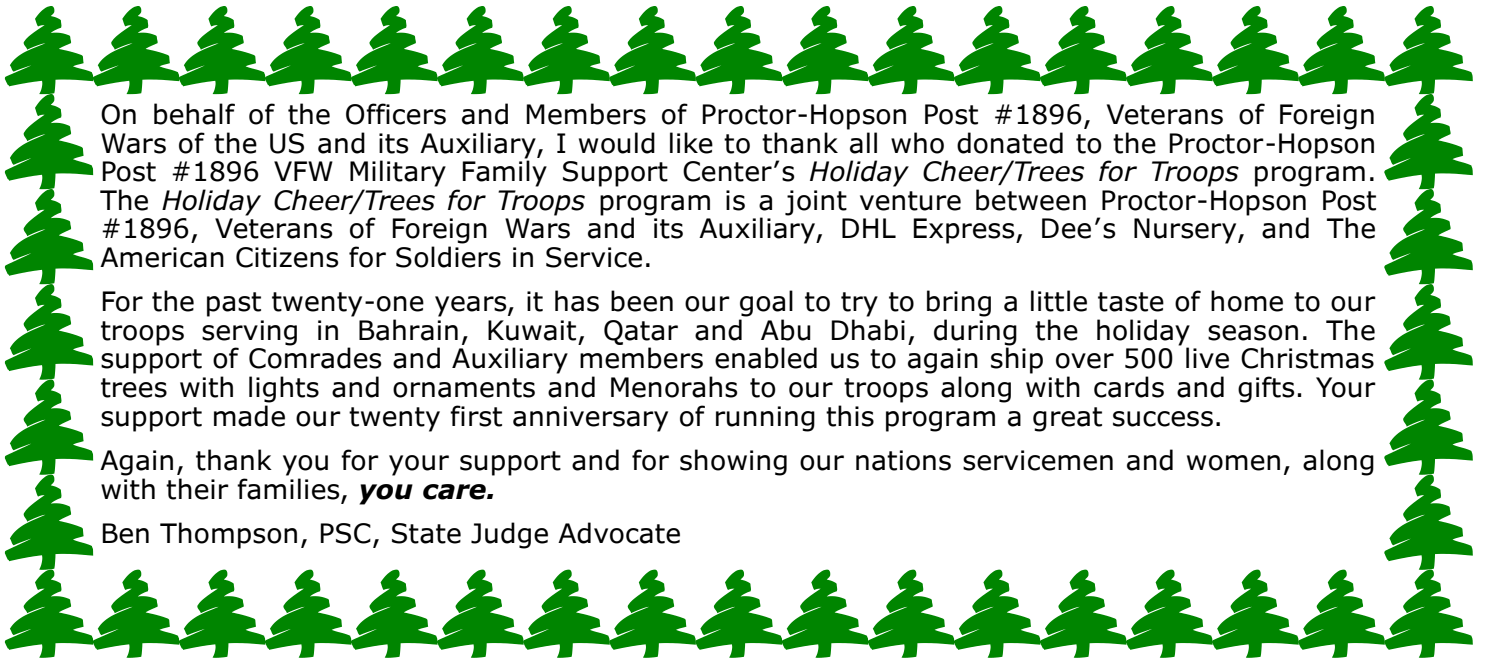 On behalf of the Officers and Members of Proctor-Hopson Post #1896, Veterans of Foreign
Wars of the US and its Auxiliary, I would like to thank all who donated to the Proctor-Hopson
Post #1896 VFW Military Family Support Center’s Holiday Cheer/Trees for Troops program.
The Holiday Cheer/Trees for Troops program is a joint venture between Proctor-Hopson Post
#1896, Veterans of Foreign Wars and its Auxiliary, DHL Express, Dee’s Nursery, and The
American Citizens for Soldiers in Service.
For the past twenty-one years, it has been our goal to try to bring a little taste of home to our
troops serving in Bahrain, Kuwait, Qatar and Abu Dhabi, during the holiday season. The
support of Comrades and Auxiliary members enabled us to again ship over 500 live Christmas
trees with lights and ornaments and Menorahs to our troops along with cards and gifts. Your
support made our twenty first anniversary of running this program a great success.
Again, thank you for your support and for showing our nations servicemen and women, along
with their families, you care.
Ben Thompson, PSC, State Judge Advocate